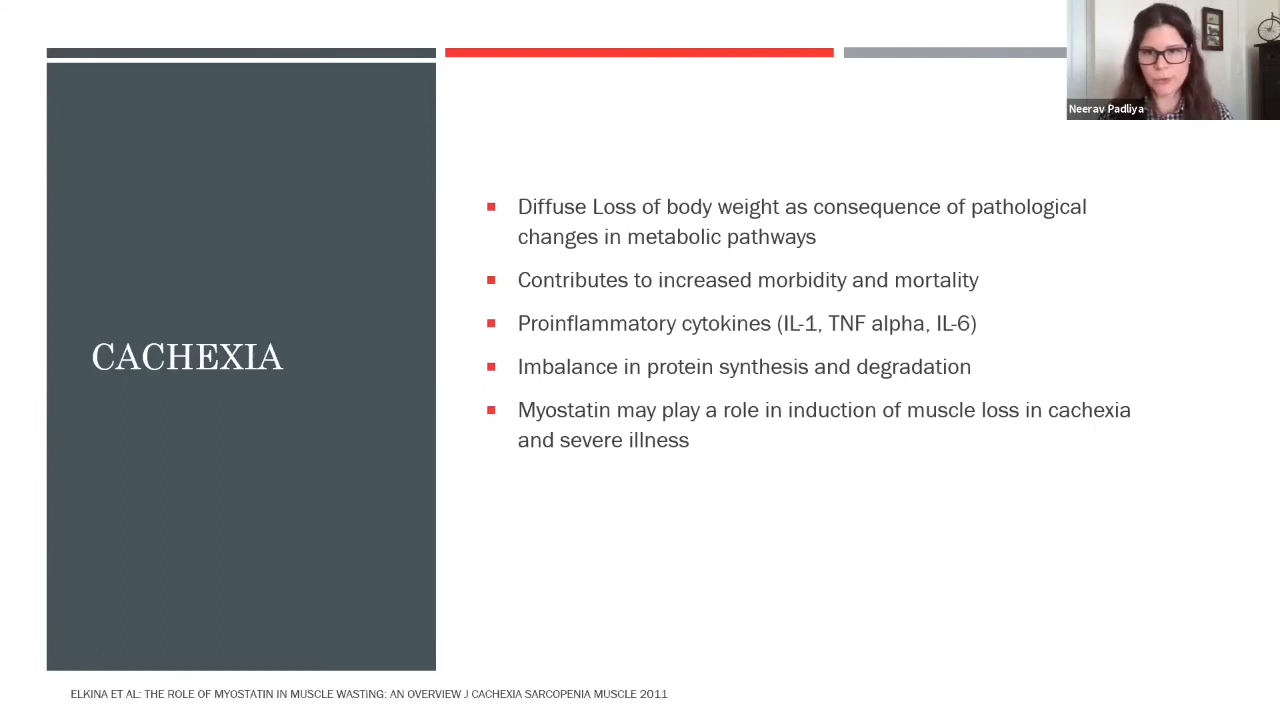 Neerav Padliya
Diffuse Loss of body weight as consequence of pathological
changes in metabolic pathways
Contributes to increased morbidity and mortality
Proinflammatory cytokines (IL-1, TNF alpha, IL-6)
CACHEXIA
Imbalance in protein synthesis and degradation
Myostatin may play a role in induction of muscle loss in cachexia
and severe illness
ELKINA ET AL: THE ROLE OF MYOSTATIN IN MUSCLE WASTING: AN OVERVIEW J CACHEXIA SARCOPENIA MUSCLE 2011